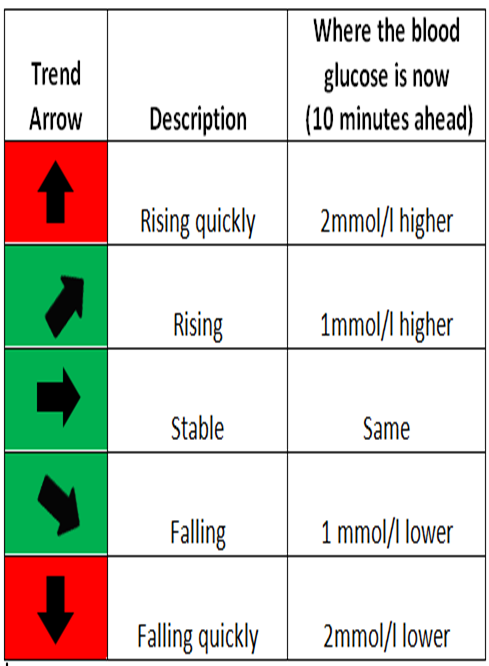 Trend
Arrow
Description
Where the blood
glucose is now
(10 minutes ahead)
Rising quickly
2mmol/l higher
Rising
1mmol/l higher
Stable
Same
Falling
1 mmol/l lower
Falling quickly
2mmol/l lower